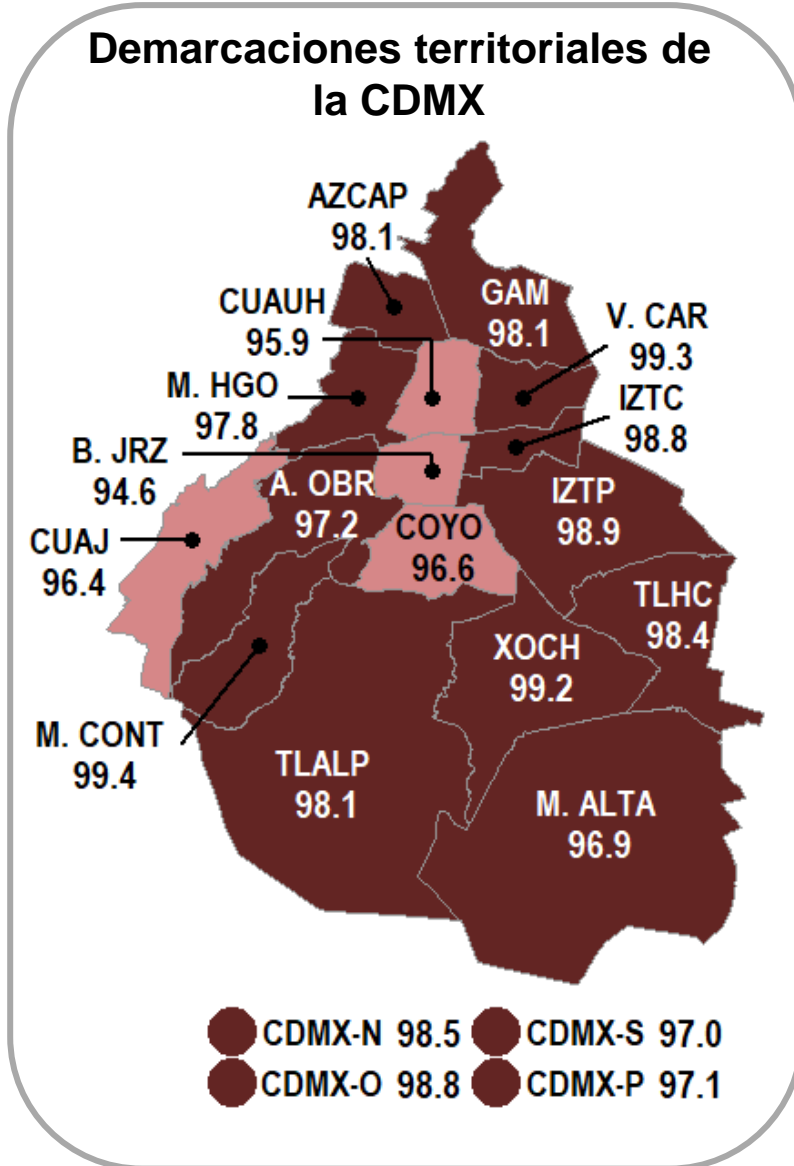 Demarcaciones territoriales de
la CDMX
AZCAP
98.1
GAM
98.1
CUAUH
95.9
V. CAR
99.3
M. HGO
97.8
IZTC
98.8
B. JRZ
94.6
A. OBR
97.2
IZTP
98.9
CUAJ
96.4
COYO
96.6
TLHC
98.4
XOCH
99.2
M. CONT
99.4
TLALP
98.1
M. ALTA
96.9
CDMX-N 98.5
CDMX-S 97.0
CDMX-O 98.8
CDMX-P 97.1